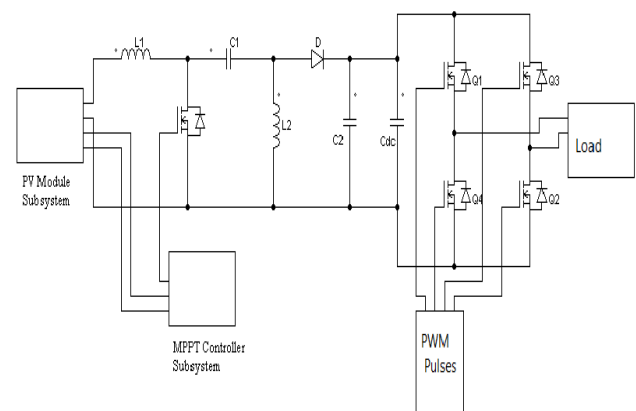 L1
C1
D
Q1
Q3
L2
C2
Cdc
Load
PV Module
Subsystem
Q4
Q2
MPPT Controller
Subsystem
PWM
Pulses